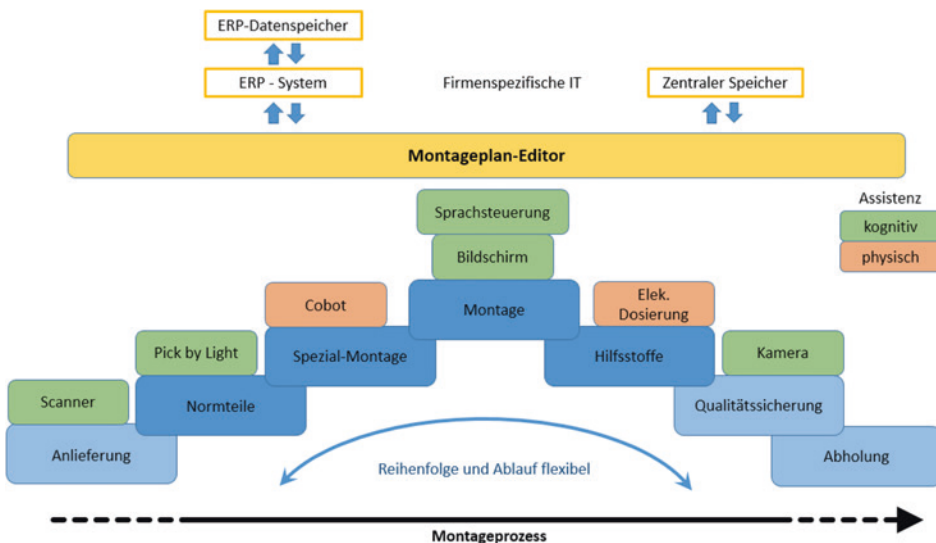 ERP-Datenspeicher
ERP - System
Firmenspezifische IT
Zentraler Speicher
Montageplan-Editor
Assistenz
kognitiv
physisch
Sprachsteuerung
Bildschirm
Montage
Cobot
Spezial-Montage
Elek.
Dosierung
Hilfsstoffe
Pick by Light
Normteile
Kamera
Qualitätssicherung
Scanner
Anlieferung
Abholung
Reihenfolge und Ablauf flexibel
Montageprozess